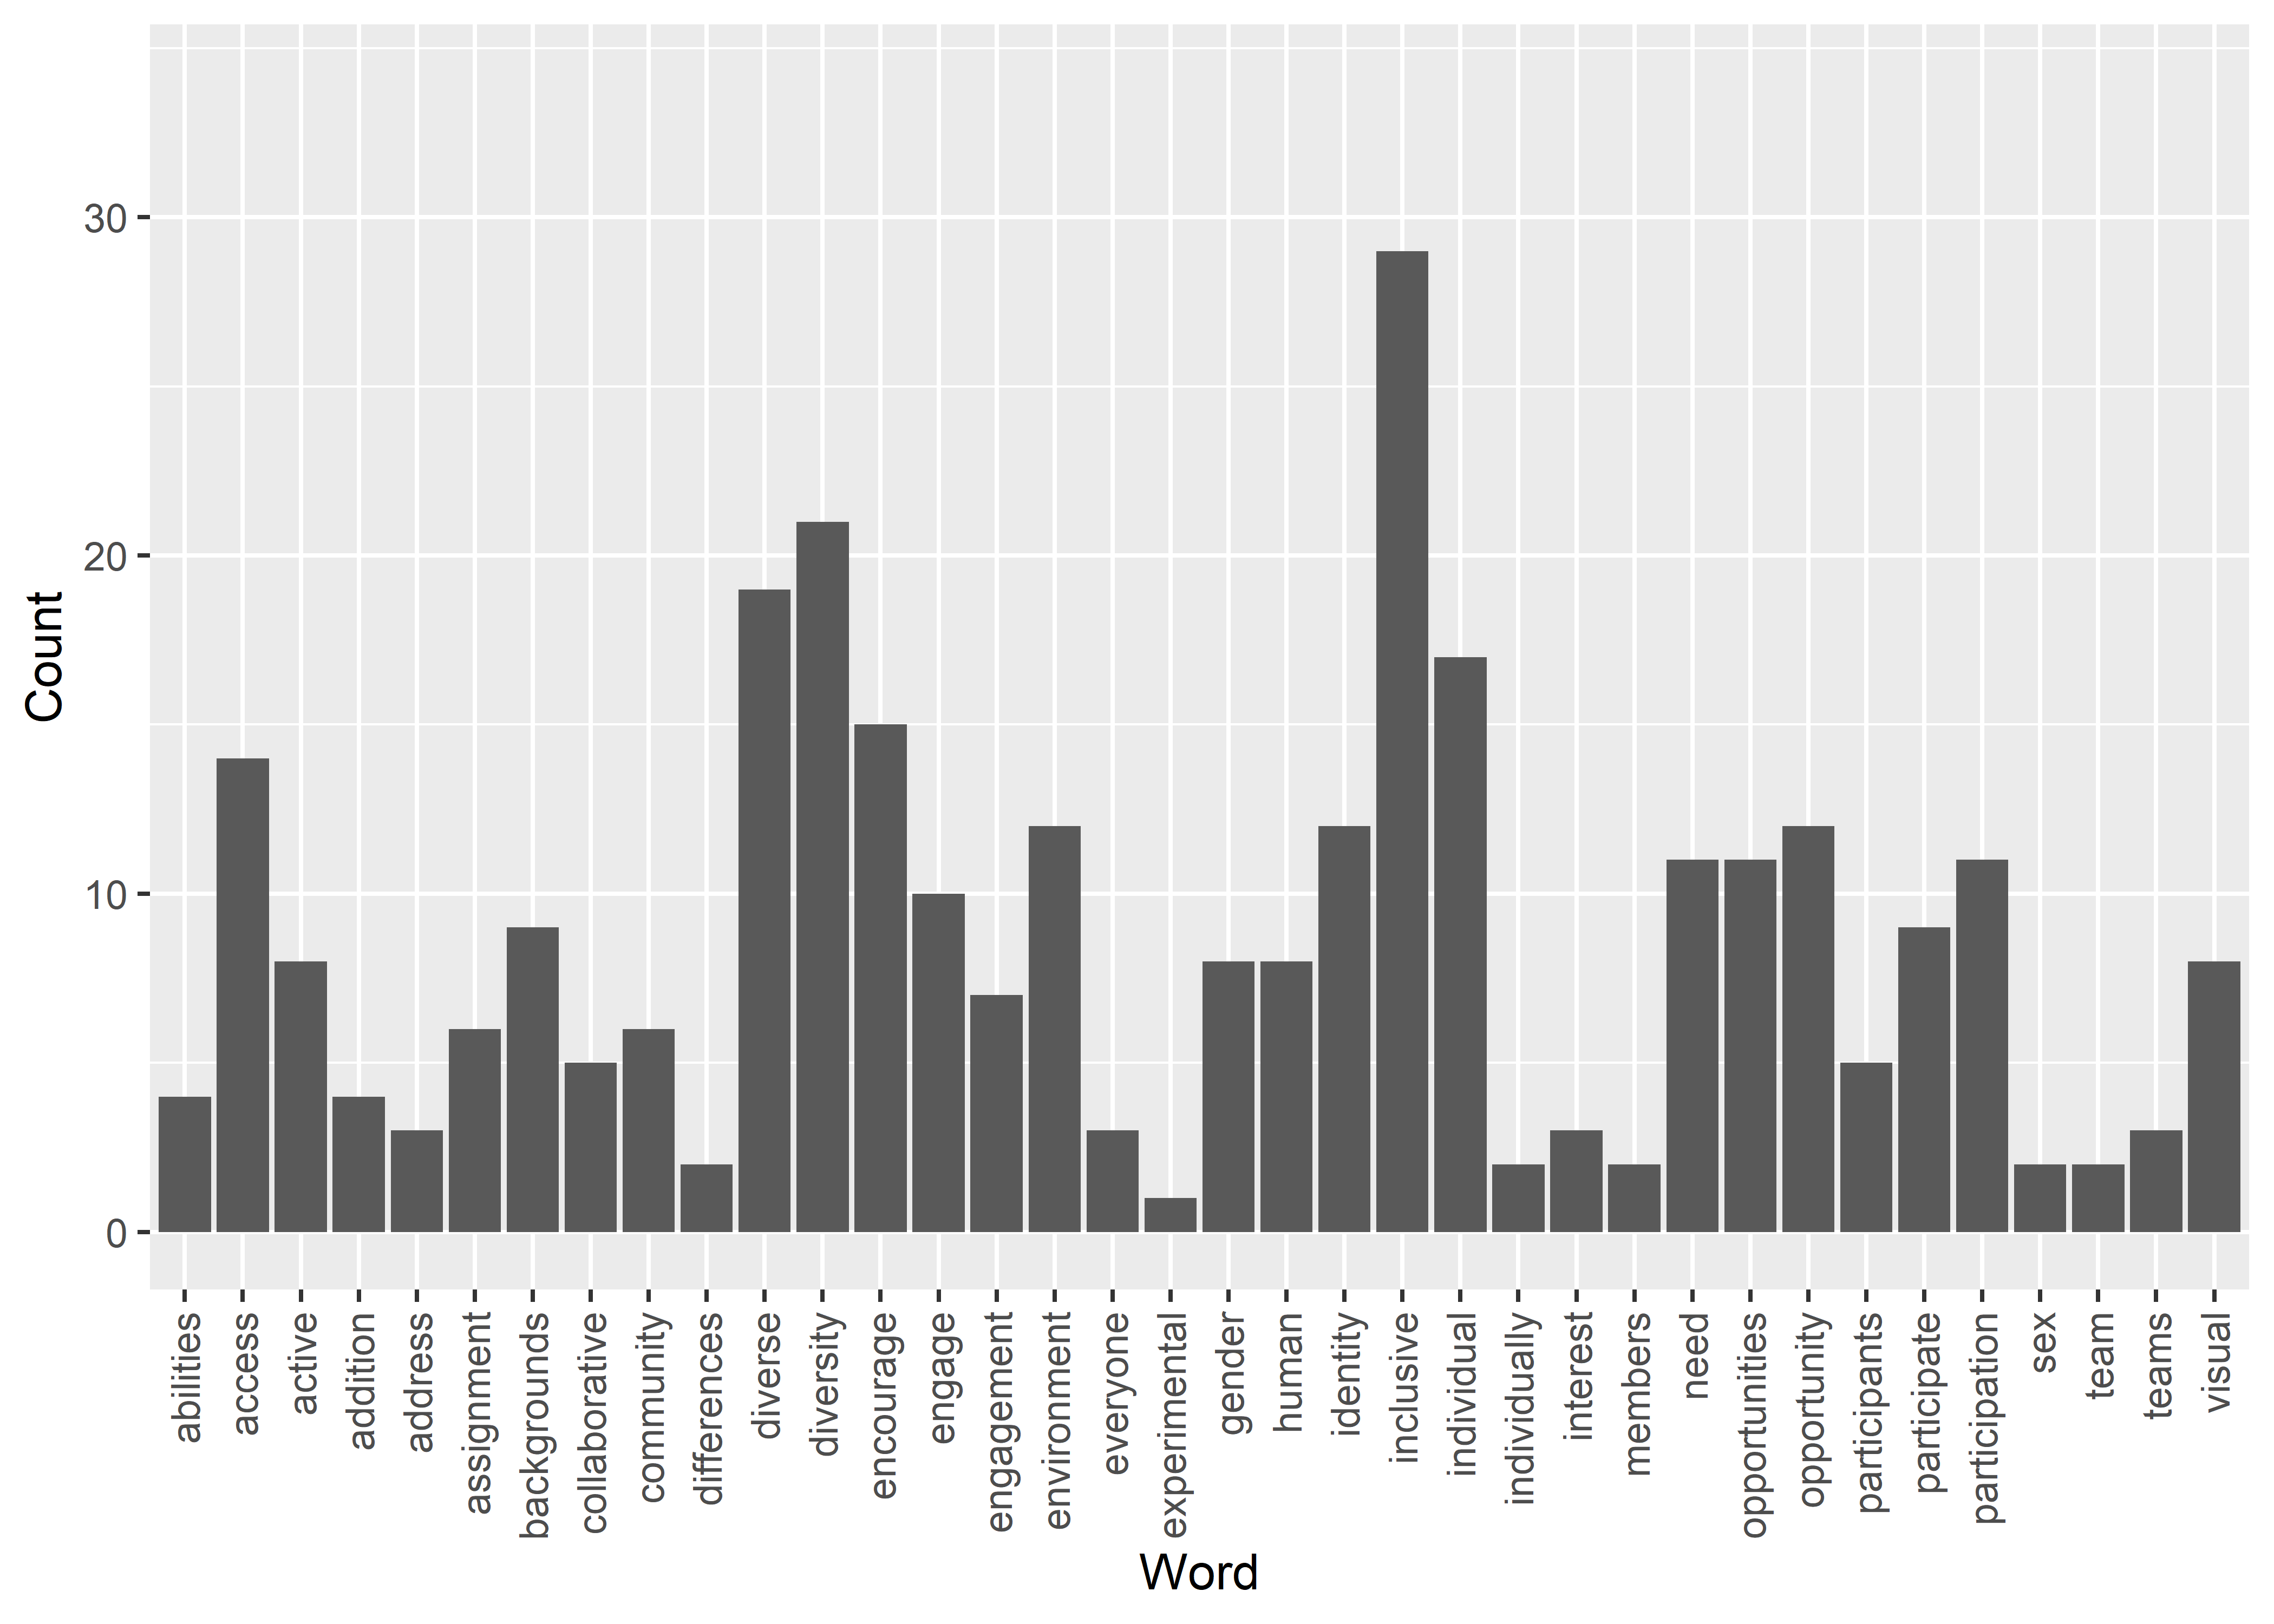 Count
30
20
10
0
abilities
access
active
addition
address
assignment
backgrounds
collaborative
community
differences
diverse
diversity
encourage
engage
engagement
environment
everyone
experimental
gender
human
identity
inclusive
individual
individually
interest
members
need
opportunities
opportunity
participants
participate
participation
sex
team
teams
visual
Word